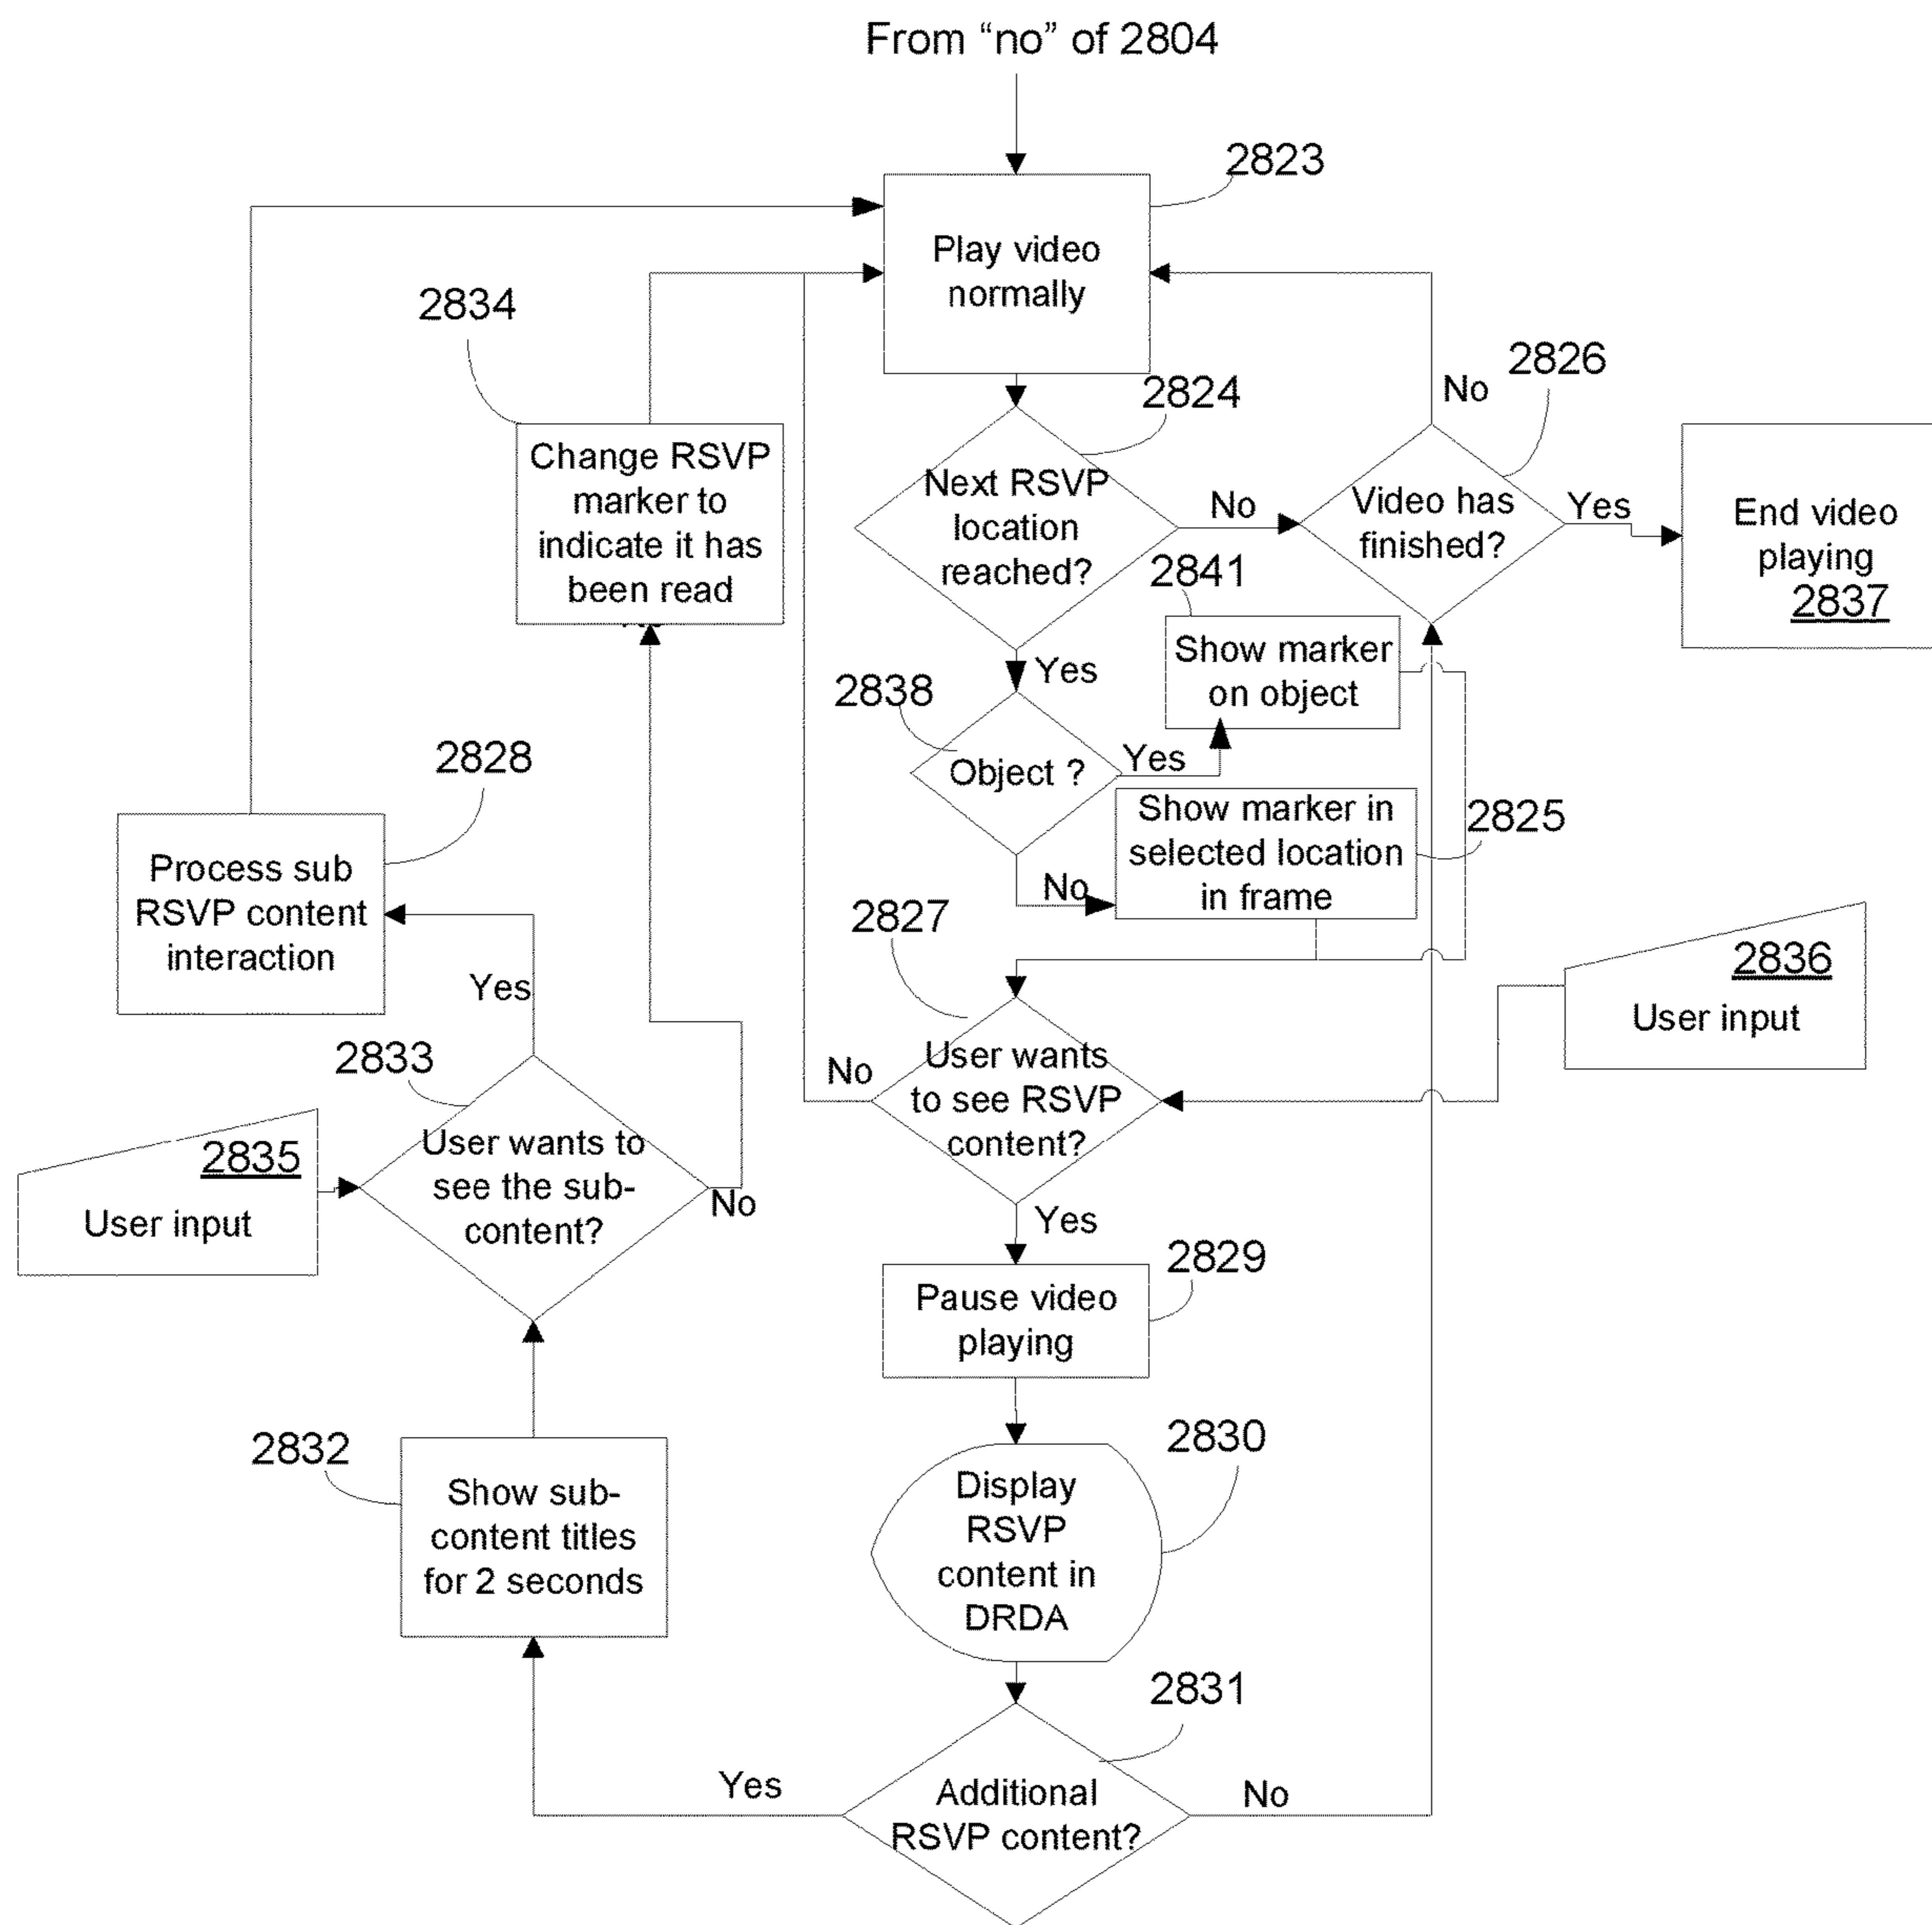 From “no” of 2804
2823
Play video
normally
2834
Change RSVP
marker to
indicate it has
been read
2824
Next RSVP
location
reached?
No
Yes
2826
Video has
finished?
No
Yes
End video
playing
2837
2841
Show marker
on object
2838
Object ?
Yes
No
Show marker in
selected location
in frame
2825
2828
Process sub
RSVP content
interaction
Yes
2827
User wants
to see RSVP
content?
No
Yes
2836
User input
2833
User wants to
see the sub-
content?
No
2835
User input
2829
Pause video
playing
2832
Show sub-
content titles
for 2 seconds
2830
Display
RSVP
content in
DRDA
2831
Additional
RSVP content?
Yes
No